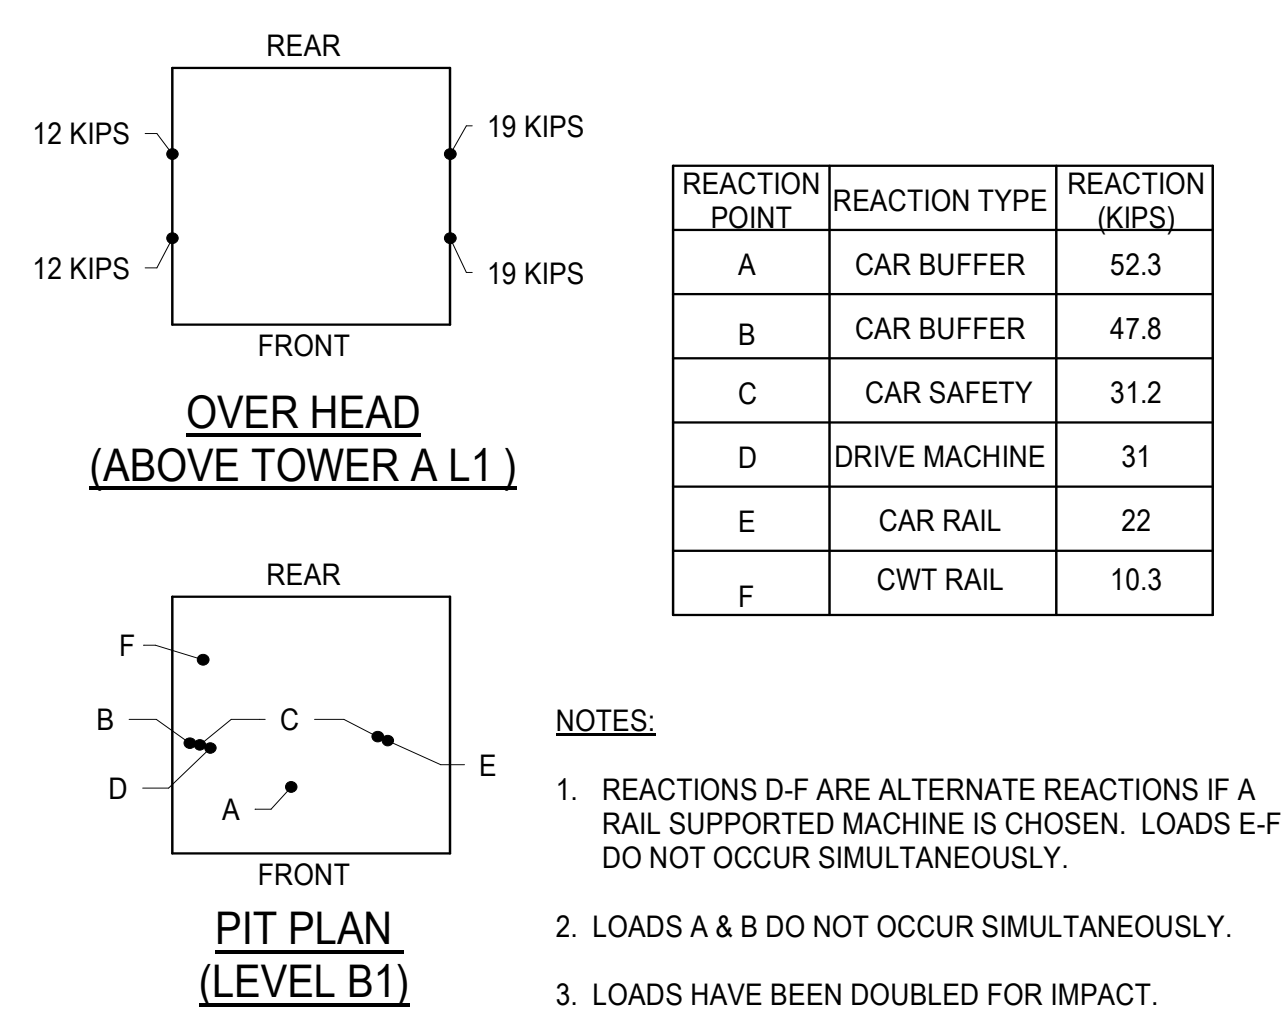 REAR
12 KIPS
19 KIPS
12 KIPS
19 KIPS
FRONT
OVER HEAD
(ABOVE TOWER A L1 )
REACTION POINT REACTION TYPE REACTION (KIPS)
A CAR BUFFER 52.3
B CAR BUFFER 47.8
C CAR SAFETY 31.2
D DRIVE MACHINE 31
E CAR RAIL 22
F CWT RAIL 10.3
REAR
F
B
C
D
A
E
FRONT
PIT PLAN
(LEVEL B1)
NOTES:
1. REACTIONS D-F ARE ALTERNATE REACTIONS IF A
RAIL SUPPORTED MACHINE IS CHOSEN. LOADS E-F
DO NOT OCCUR SIMULTANEOUSLY.
2. LOADS A & B DO NOT OCCUR SIMULTANEOUSLY.
3. LOADS HAVE BEEN DOUBLED FOR IMPACT.